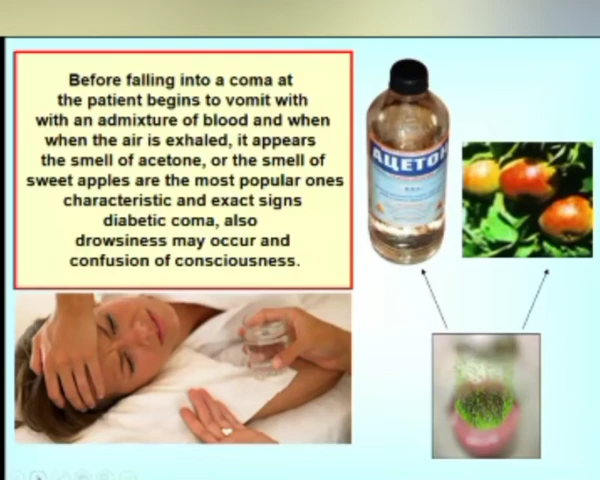 Before falling into a coma at
the patient begins to vomit with
with an admixture of blood and when
when the air is exhaled, it appears
the smell of acetone, or the smell of
sweet apples are the most popular ones
characteristic and exact signs
diabetic coma, also
drowsiness may occur and
confusion of consciousness.
АЦЕТОН